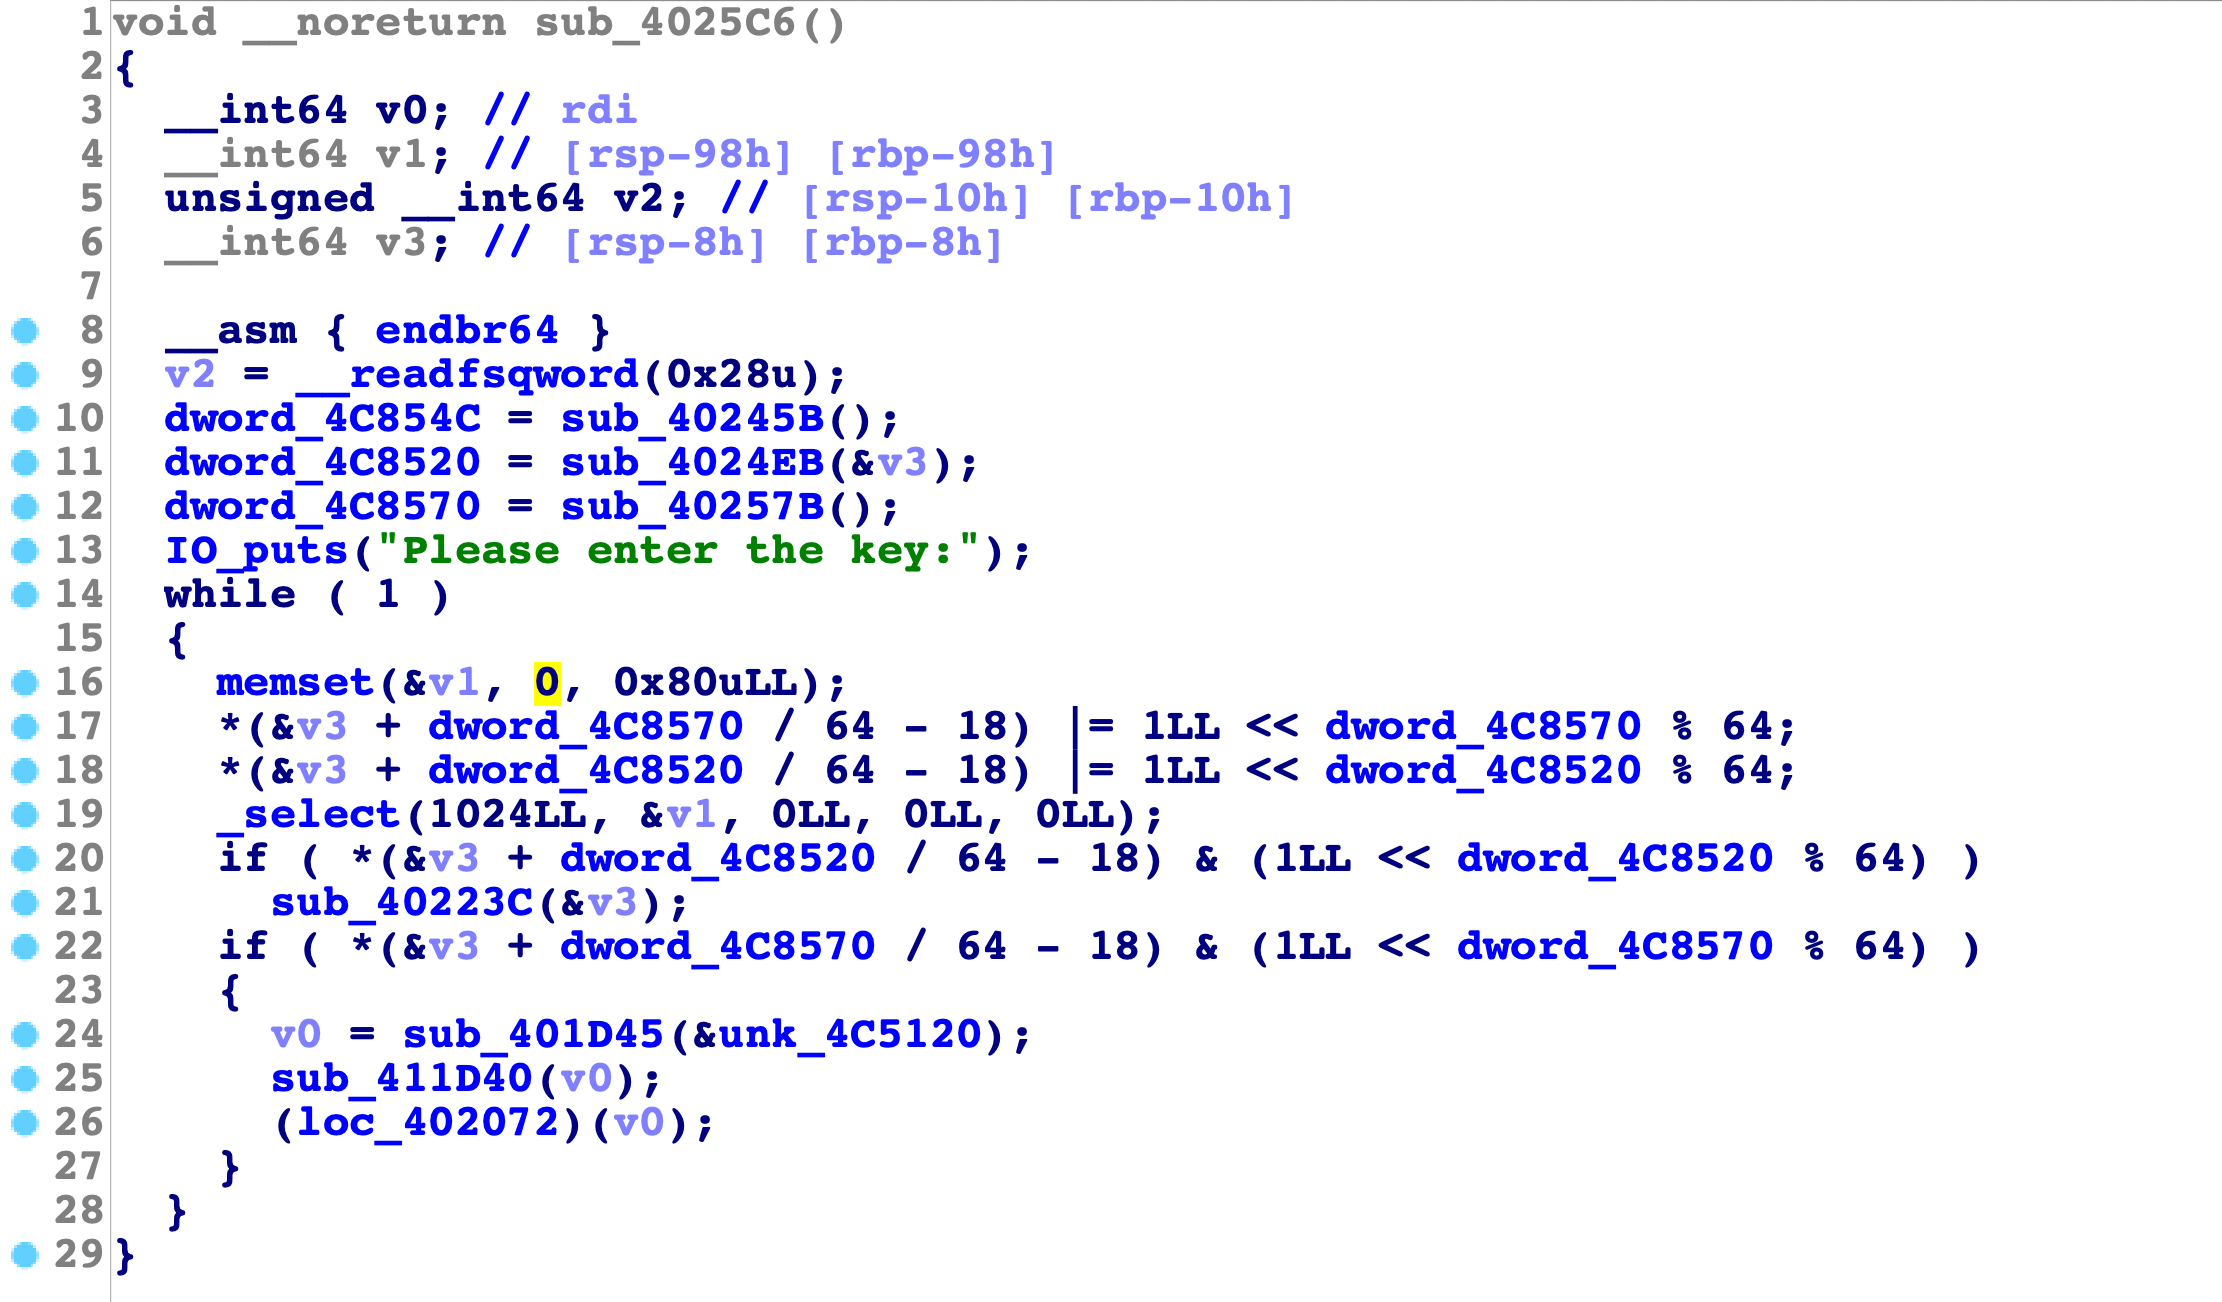 1 void __noreturn sub_4025C6()
2 {
3   __int64 v0; // rdi
4   __int64 v1; // [rsp-98h] [rbp-98h]
5   unsigned __int64 v2; // [rsp-10h] [rbp-10h]
6   __int64 v3; // [rsp-8h] [rbp-8h]
7
8   __asm { endbr64 }
9   v2 = __readfsqword(0x28u);
10   dword_4C854C = sub_40245B();
11   dword_4C8520 = sub_4024EB(&v3);
12   dword_4C8570 = sub_40257B();
13   IO_puts("Please enter the key:");
14   while ( 1 )
15   {
16     memset(&v1, 0, 0x80uLL);
17     *(&v3 + dword_4C8570 / 64 - 18) |= 1LL << dword_4C8570 % 64;
18     *(&v3 + dword_4C8520 / 64 - 18) |= 1LL << dword_4C8520 % 64;
19     _select(1024LL, &v1, 0LL, 0LL, 0LL);
20     if ( *(&v3 + dword_4C8520 / 64 - 18) & (1LL << dword_4C8520 % 64) )
21       sub_40223C(&v3);
22     if ( *(&v3 + dword_4C8570 / 64 - 18) & (1LL << dword_4C8570 % 64) )
23     {
24       v0 = sub_401D45(&unk_4C5120);
25       sub_411D40(v0);
26       (loc_402072)(v0);
27     }
28   }
29 }